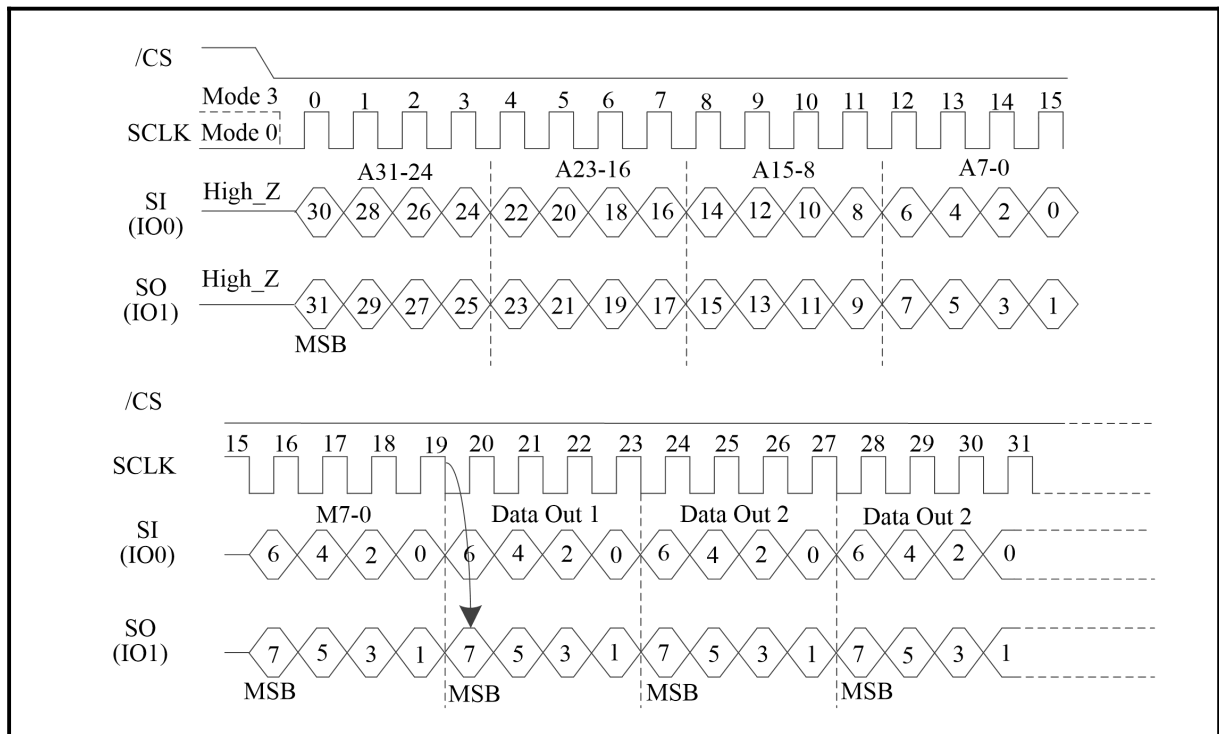 /CS
Mode 3
0 1 2 3 4 5 6 7 8 9 10 11 12 13 14 15
SCLK Mode 0
A31-24 A23-16 A15-8 A7-0
SI
(IO0)
High_Z
30 28 26 24 22 20 18 16 14 12 10 8 6 4 2 0
SO
(IO1)
High_Z
31 29 27 25 23 21 19 17 15 13 11 9 7 5 3 1
MSB
/CS
15 16 17 18 19 20 21 22 23 24 25 26 27 28 29 30 31
SCLK
M7-0 Data Out 1 Data Out 2 Data Out 2
SI
(IO0)
6 4 2 0 6 4 2 0 6 4 2 0 6 4 2 0
SO
(IO1)
7 5 3 1 7 5 3 1 7 5 3 1 7 5 3 1
MSB MSB MSB MSB